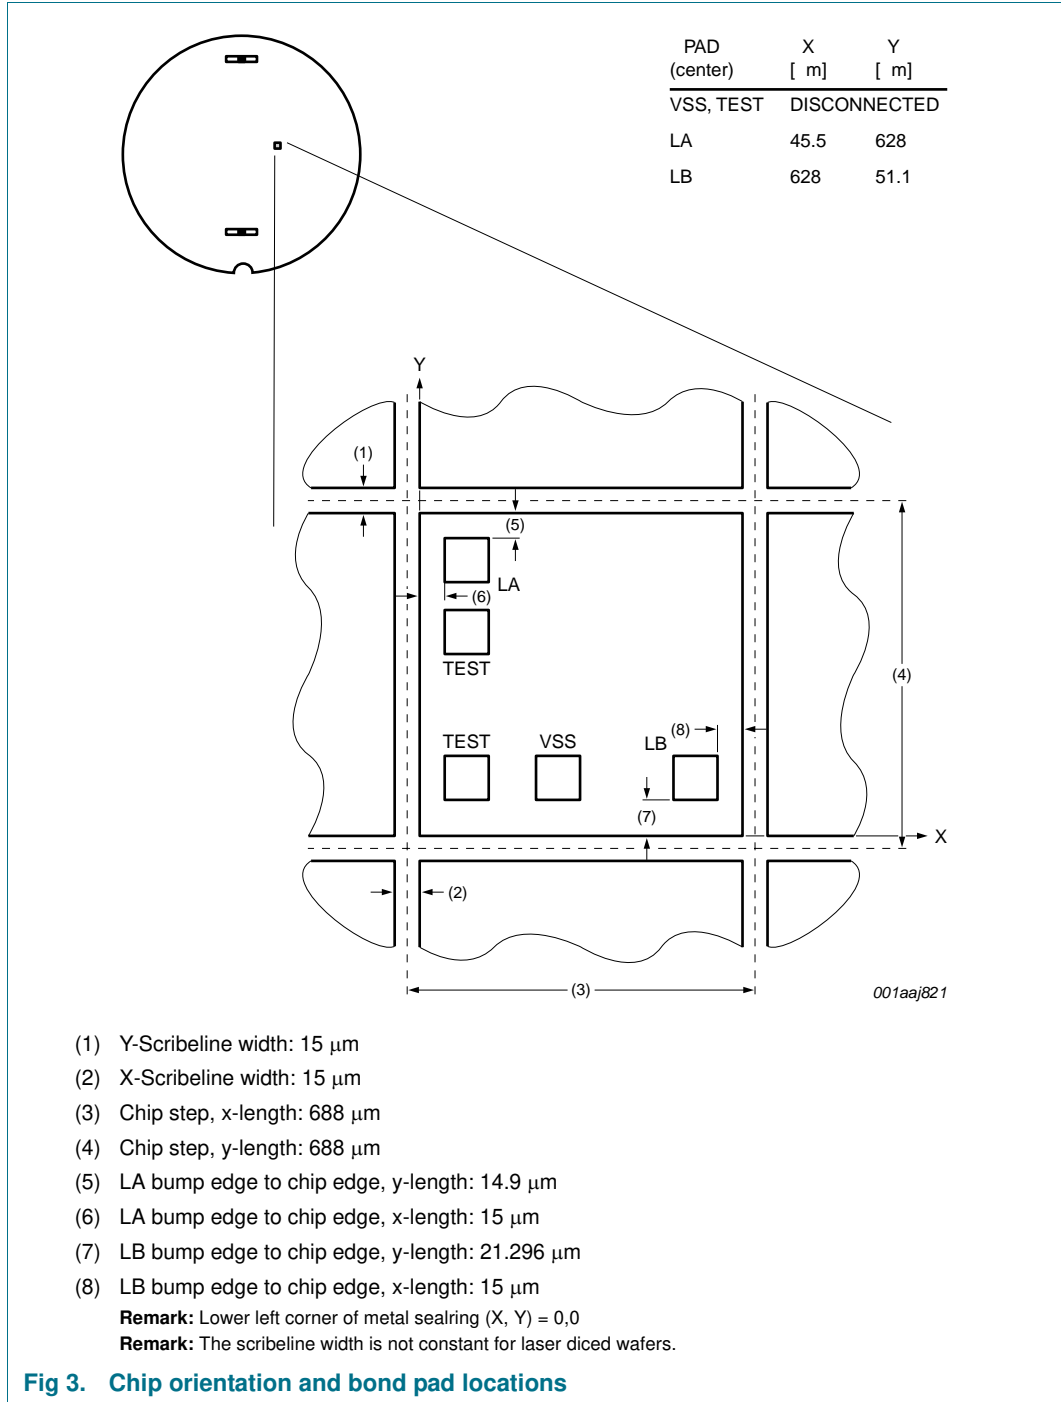 PAD X Y
(center) [ m] [ m]
VSS, TEST DISCONNECTED
LA 45.5 628
LB 628 51.1
Y
(1)
(5)
LA
(6)
TEST
(4)
TEST VSS LB (8)
(7)
X
(2)
(3)
001aaj821
(1) Y-Scribeline width: 15 μm
(2) X-Scribeline width: 15 μm
(3) Chip step, x-length: 688 μm
(4) Chip step, y-length: 688 μm
(5) LA bump edge to chip edge, y-length: 14.9 μm
(6) LA bump edge to chip edge, x-length: 15 μm
(7) LB bump edge to chip edge, y-length: 21.296 μm
(8) LB bump edge to chip edge, x-length: 15 μm
Remark: Lower left corner of metal sealring (X, Y) = 0,0
Remark: The scribeline width is not constant for laser diced wafers.
Fig 3. Chip orientation and bond pad locations